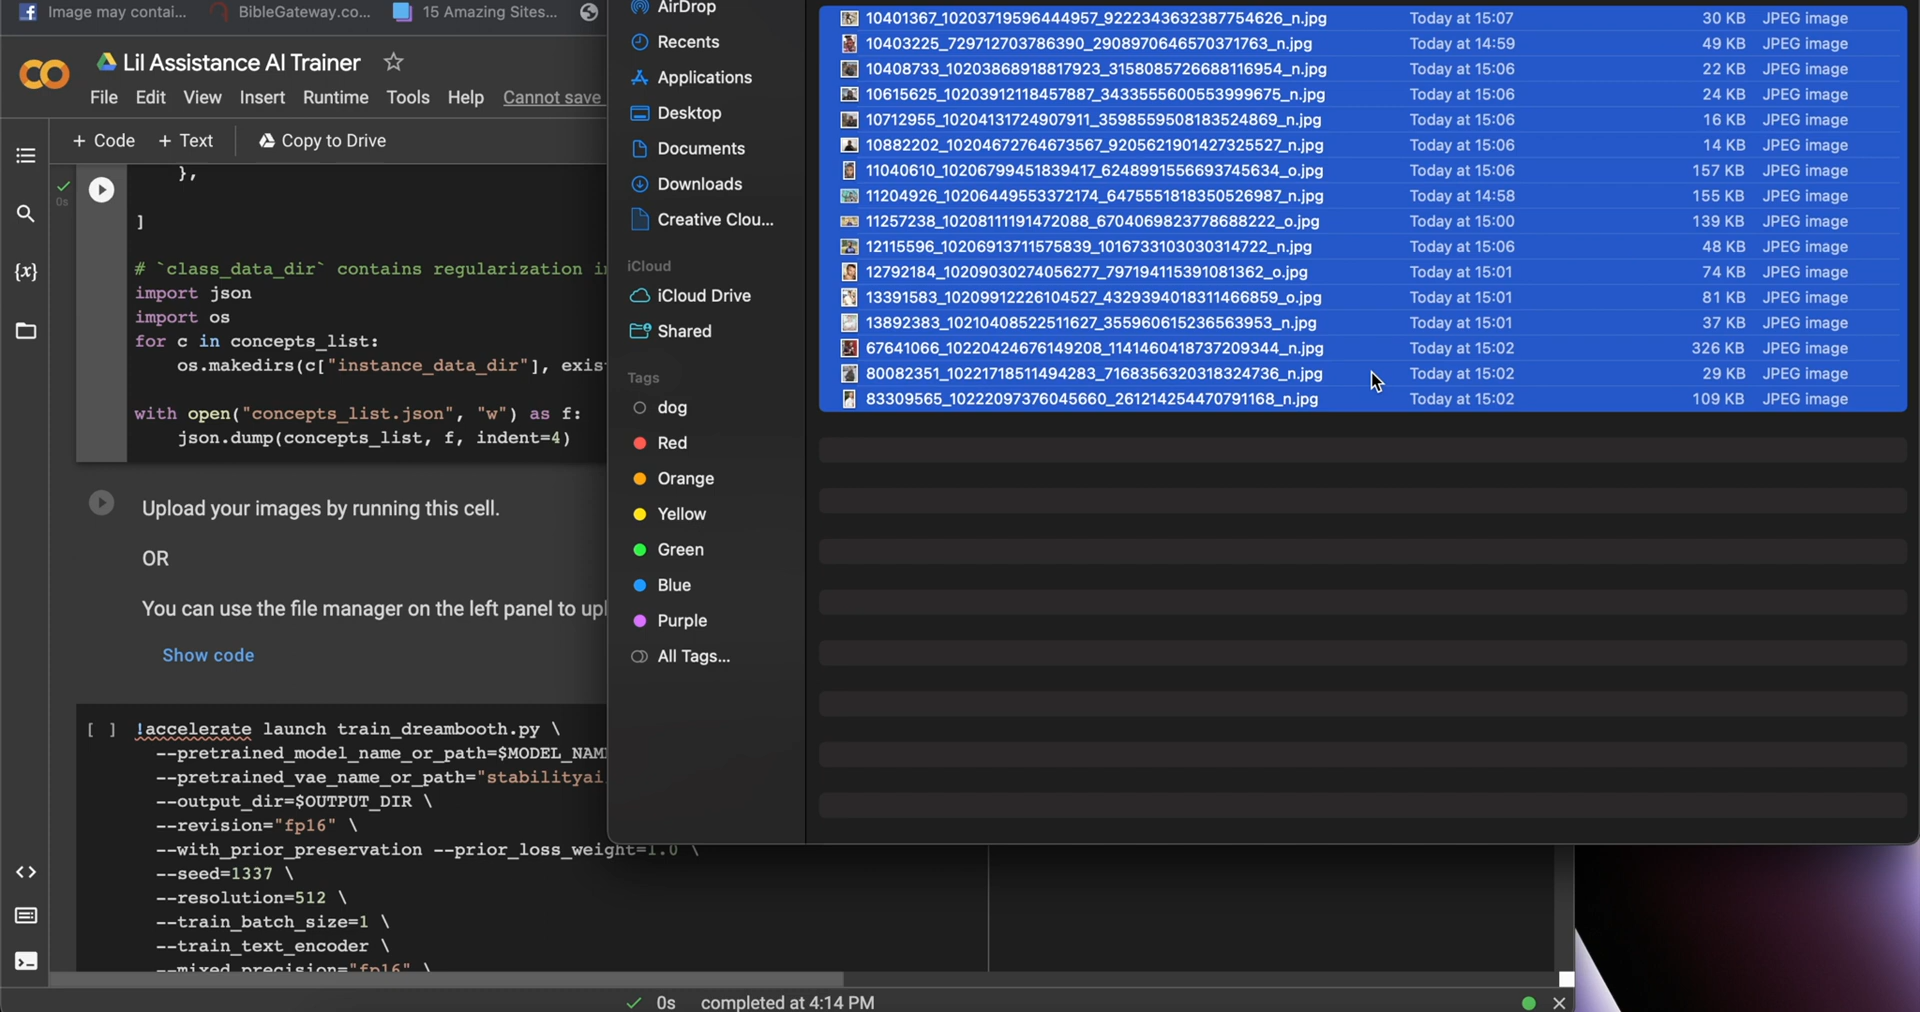 Image may contai...
BibleGateway.co...
15 Amazing Sites...
Lil Assistance AI Trainer
File Edit View Insert Runtime Tools Help Cannot save
+ Code + Text Copy to Drive
},
0s
]
# `class_data_dir` contains regularization i
import json
import os
for c in concepts_list:
os.makedirs(c["instance_data_dir"], exis
with open("concepts_list.json", "w") as f:
json.dump(concepts_list, f, indent=4)
Upload your images by running this cell.
OR
You can use the file manager on the left panel to upl
Show code
[ ] !accelerate launch train_dreambooth.py \
--pretrained_model_name_or_path=$MODEL_NAM
--pretrained_vae_name_or_path="stabilityai
--output_dir=$OUTPUT_DIR \
--revision="fp16" \
--with_prior_preservation --prior_loss_weight=1.0 \
--seed=1337 \
--resolution=512 \
--train_batch_size=1 \
--train_text_encoder \
--mixed_precision="fp16" \
0s completed at 4:14 PM
AirDrop
Recents
Applications
Desktop
Documents
Downloads
Creative Clou...
iCloud
iCloud Drive
Shared
Tags
dog
Red
Orange
Yellow
Green
Blue
Purple
All Tags...
10401367_10203719596444957_9222343632387754626_n.jpg Today at 15:07 30 KB JPEG image
10403225_729712703786390_2908970646570371763_n.jpg Today at 14:59 49 KB JPEG image
10408733_10203868918817923_3158085726688116954_n.jpg Today at 15:06 22 KB JPEG image
10615625_10203912118457887_3433555600553999675_n.jpg Today at 15:06 24 KB JPEG image
10712955_10204131724907911_3598559508183524869_n.jpg Today at 15:06 16 KB JPEG image
10882202_10204672764673567_9205621901427325527_n.jpg Today at 15:06 14 KB JPEG image
11040610_10206799451839417_6248991556693745634_o.jpg Today at 15:06 157 KB JPEG image
11204926_10206449553372174_6475551818350526987_n.jpg Today at 14:58 155 KB JPEG image
11257238_10208111191472088_6704069823778688222_o.jpg Today at 15:00 139 KB JPEG image
12115596_10206913711575839_1016733103030314722_n.jpg Today at 15:06 48 KB JPEG image
12792184_10209030274056277_797194115391081362_o.jpg Today at 15:01 74 KB JPEG image
13391583_10209912226104527_4329394018311466859_o.jpg Today at 15:01 81 KB JPEG image
13892383_10210408522511627_355960615236563953_n.jpg Today at 15:01 37 KB JPEG image
67641066_10220424676149208_1141460418737209344_n.jpg Today at 15:02 326 KB JPEG image
80082351_10221718511494283_7168356320318324736_n.jpg Today at 15:02 29 KB JPEG image
83309565_10222097376045660_261214254470791168_n.jpg Today at 15:02 109 KB JPEG image